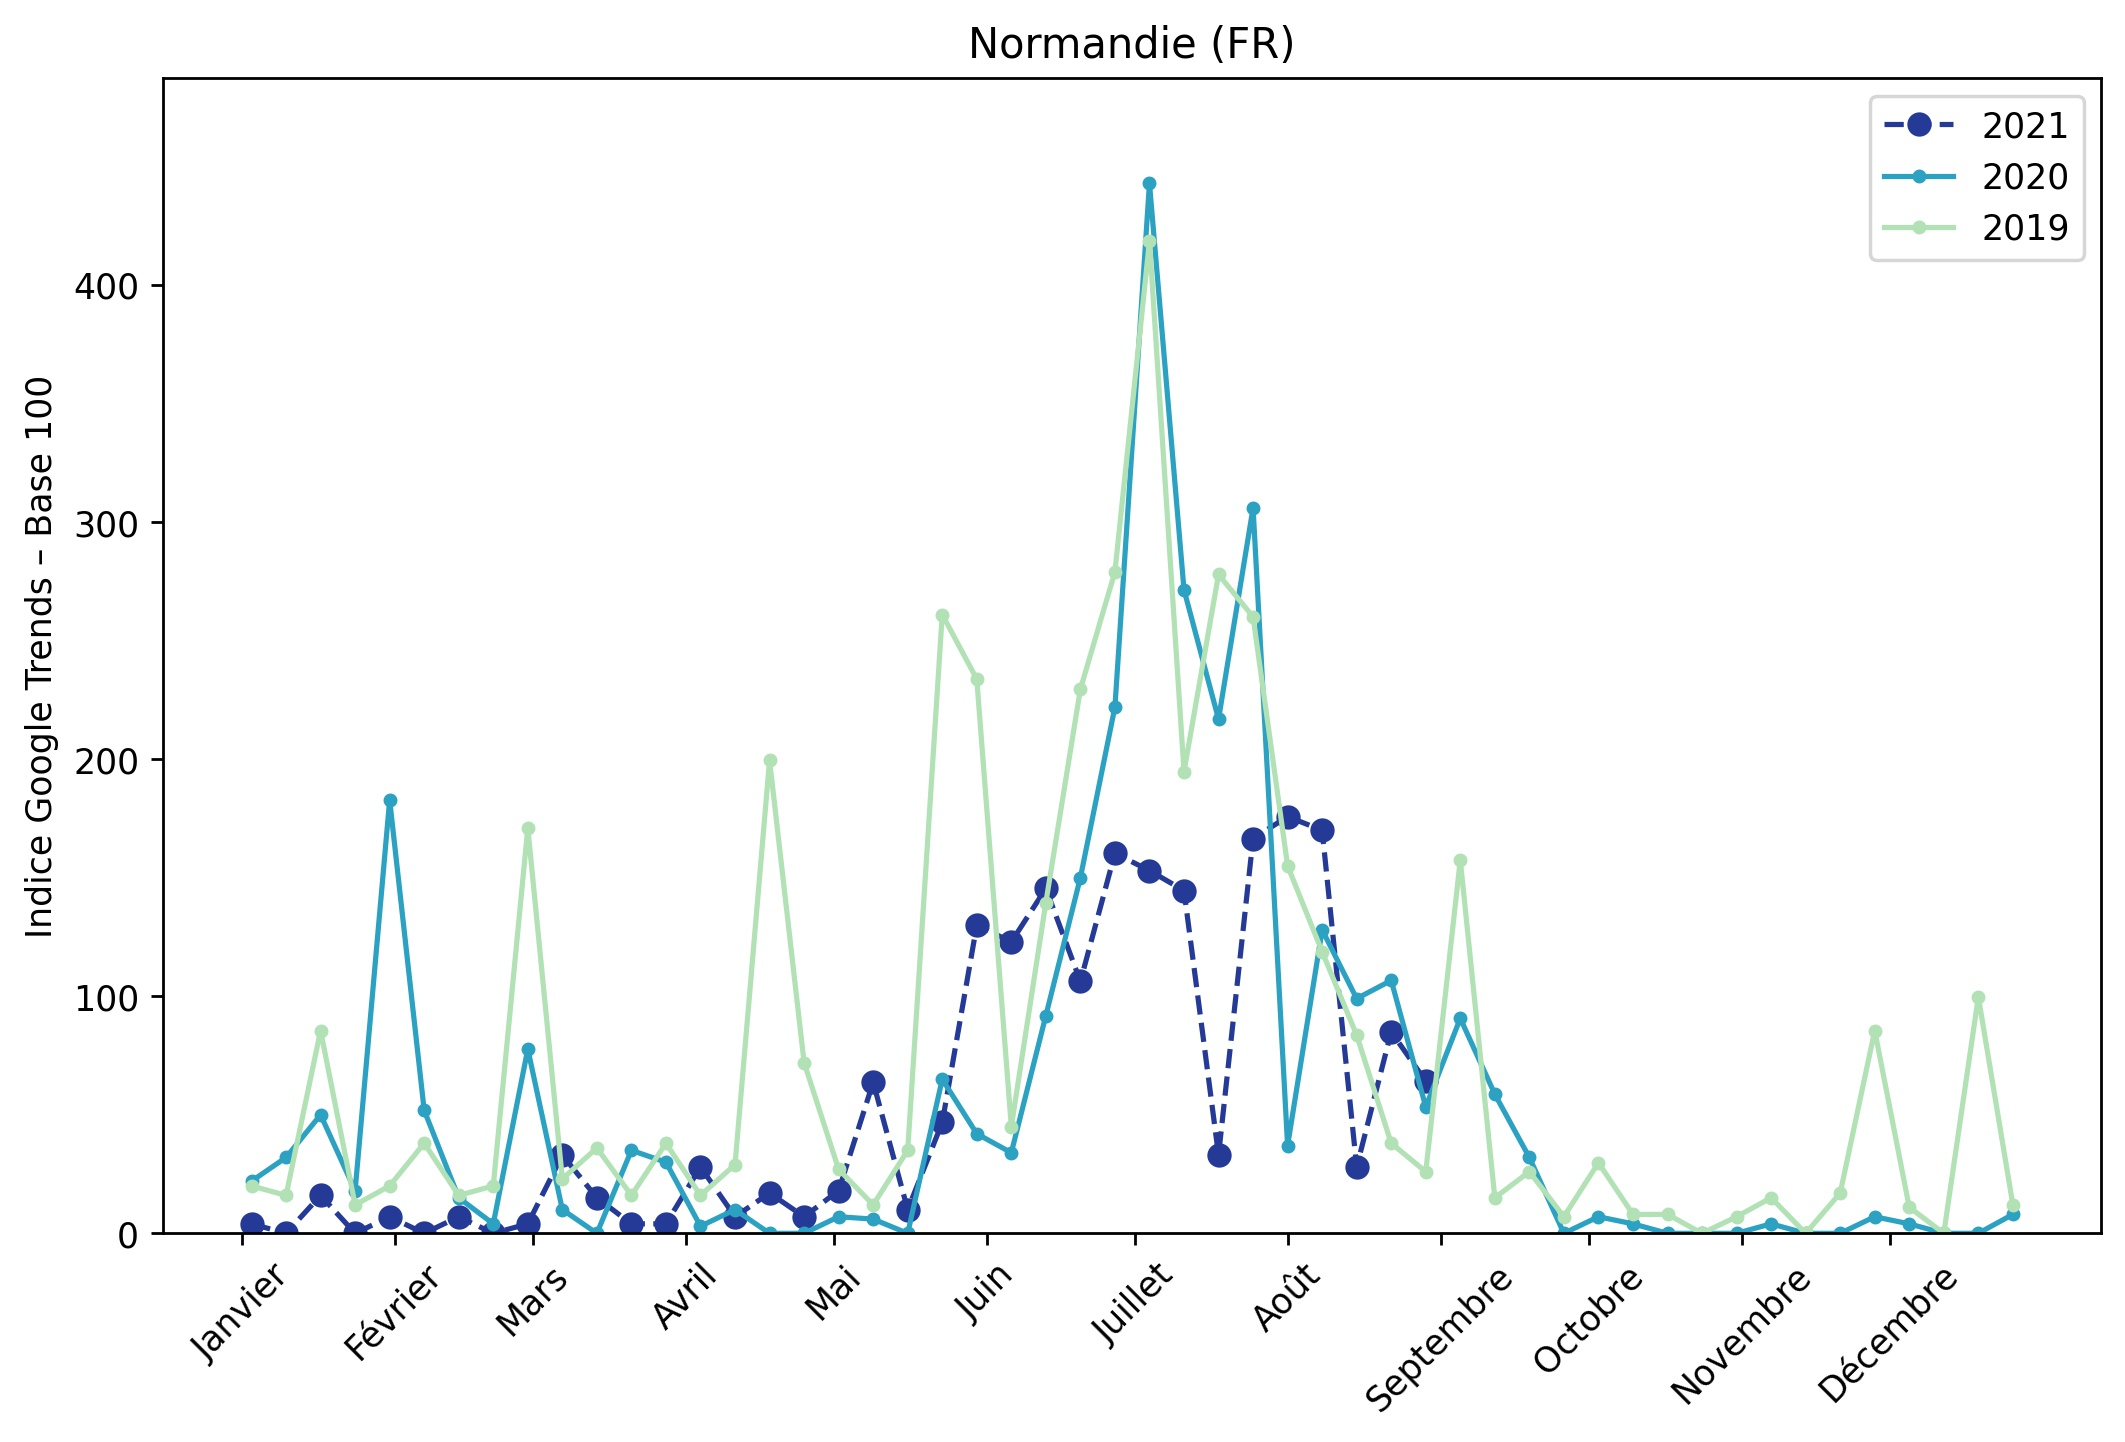 Normandie (FR)
Indice Google Trends – Base 100
400
300
200
100
0
2021
2020
2019
Janvier
Février
Mars
Avril
Mai
Juin
Juillet
Août
Septembre
Octobre
Novembre
Décembre